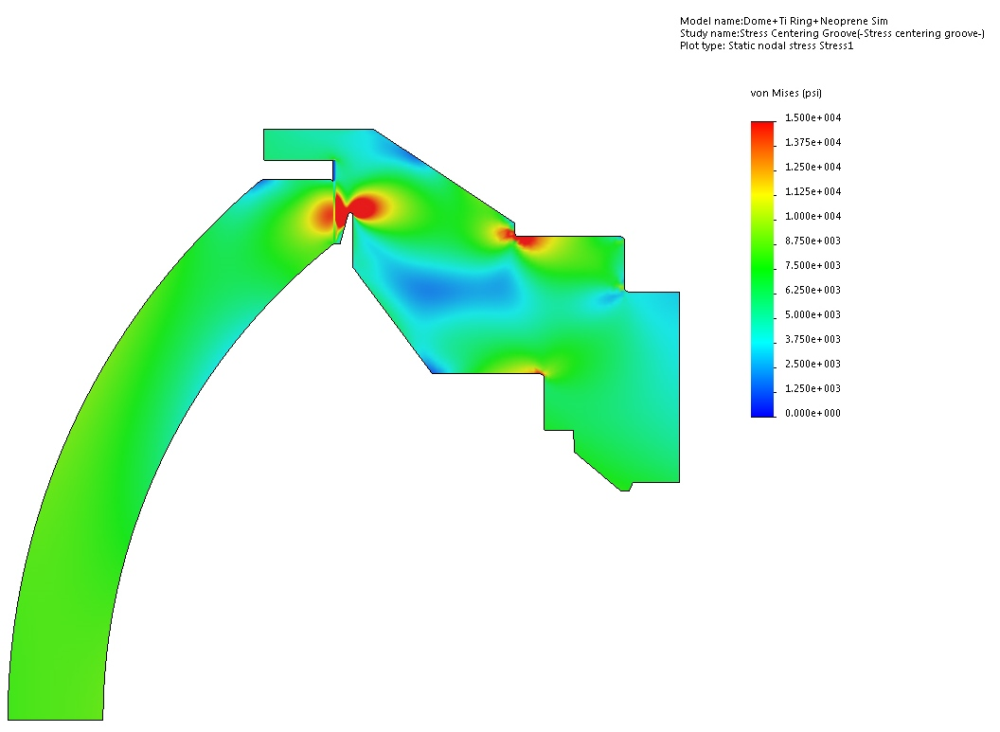 Model name:Dome+Ti Ring+Neoprene Sim
Study name:Stress Centering Groove(-Stress centering groove-)
Plot type: Static nodal stress Stress1
von Mises (psi)
1.500e+004
1.375e+004
1.250e+004
1.125e+004
1.000e+004
8.750e+003
7.500e+003
6.250e+003
5.000e+003
3.750e+003
2.500e+003
1.250e+003
0.000e+000